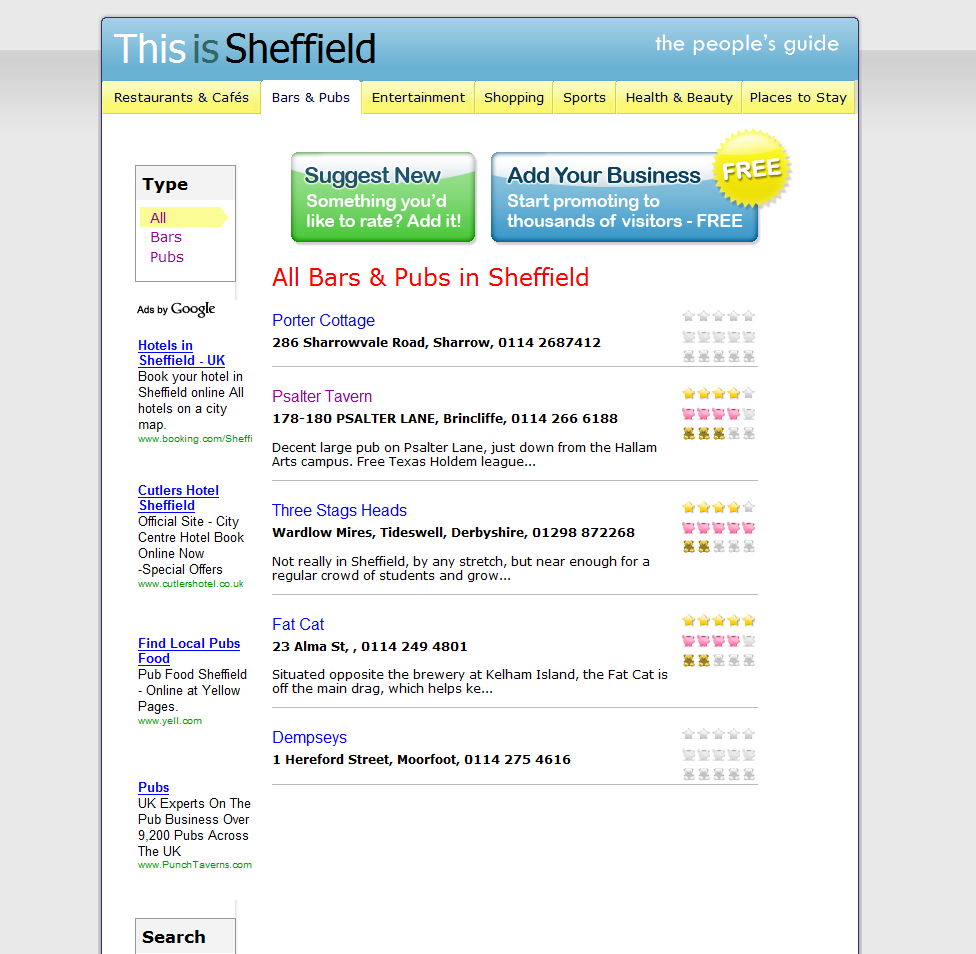 This is Sheffield
the people's guide
Restaurants & Cafés
Bars & Pubs
Entertainment
Shopping
Sports
Health & Beauty
Places to Stay
Type
All
Bars
Pubs
Suggest New
Something you'd
like to rate? Add it!
Add Your Business
Start promoting to
thousands of visitors - FREE
FREE
Ads by Google
Hotels in
Sheffield - UK
Book your hotel in
Sheffield online All
hotels on a city
map.
www.booking.com/Sheffi
Cutlers Hotel
Sheffield
Official Site - City
Centre Hotel Book
Online Now
-Special Offers
www.cutlershotel.co.uk
Find Local Pubs
Food
Pub Food Sheffield
- Online at Yellow
Pages.
www.yell.com
Pubs
UK Experts On The
Pub Business Over
9,200 Pubs Across
The UK
www.PunchTaverns.com
Search
All Bars & Pubs in Sheffield
Porter Cottage
286 Sharrowvale Road, Sharrow, 0114 2687412
Psalter Tavern
178-180 PSALTER LANE, Brincliffe, 0114 266 6188
Decent large pub on Psalter Lane, just down from the Hallam
Arts campus. Free Texas Holdem league...
Three Stags Heads
Wardlow Mires, Tideswell, Derbyshire, 01298 872268
Not really in Sheffield, by any stretch, but near enough for a
regular crowd of students and grow...
Fat Cat
23 Alma St, , 0114 249 4801
Situated opposite the brewery at Kelham Island, the Fat Cat is
off the main drag, which helps ke...
Dempseys
1 Hereford Street, Moorfoot, 0114 275 4616